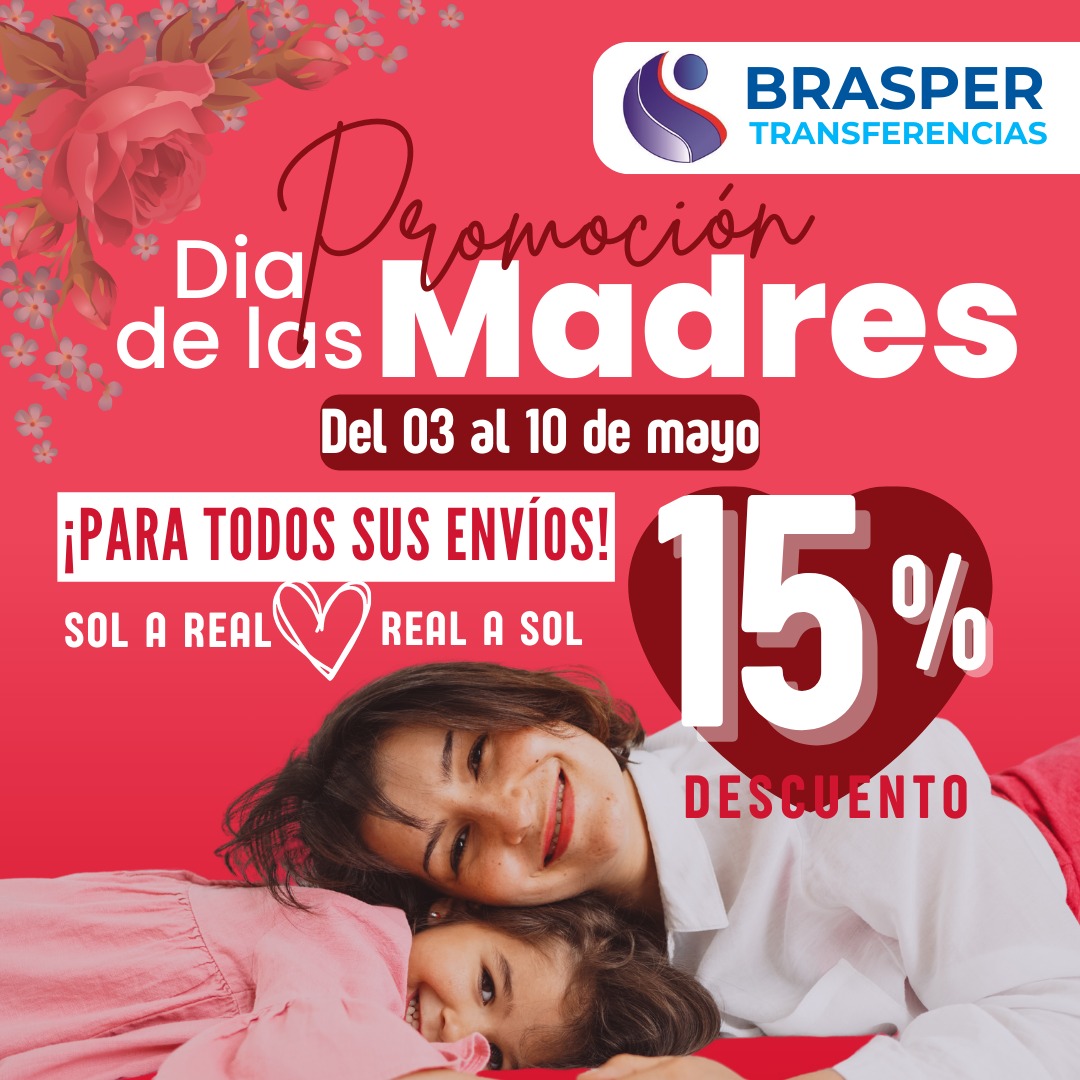 BRASPER
TRANSFERENCIAS
Promoción
Dia
de las Madres
Del 03 al 10 de mayo
¡PARA TODOS SUS ENVÍOS!
SOL A REAL REAL A SOL
15%
DESCUENTO